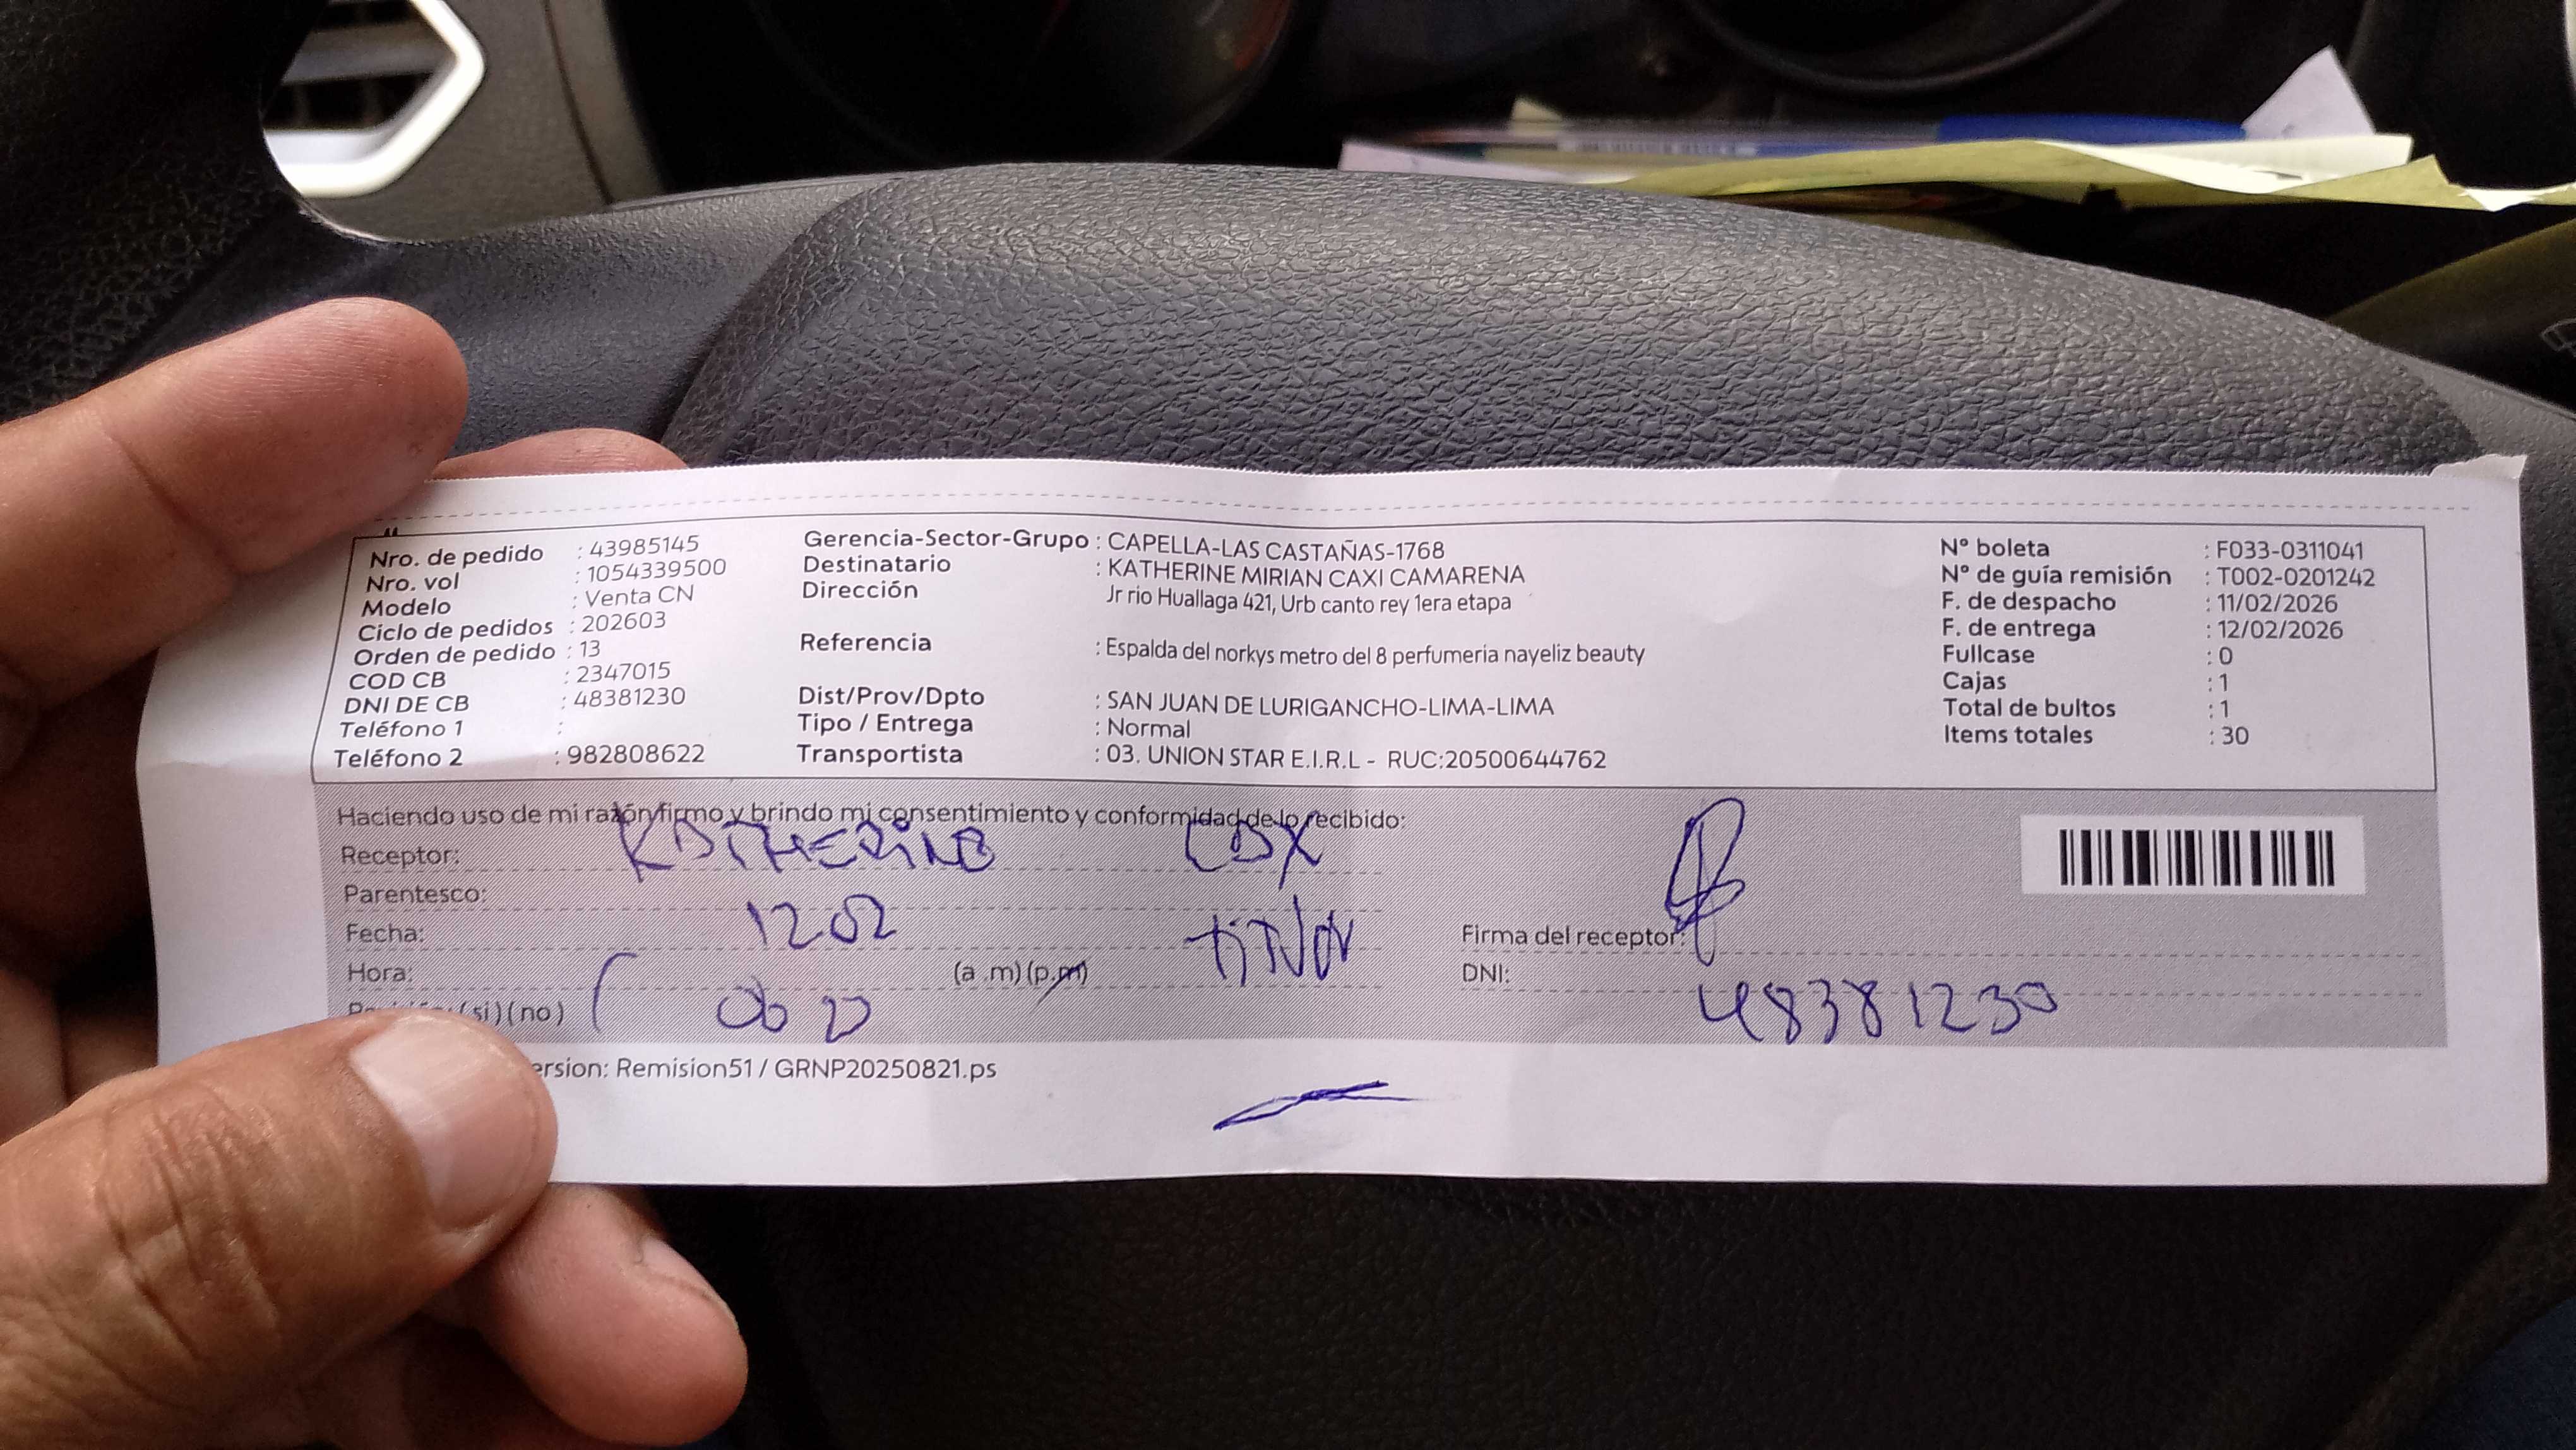 Nro. de pedido : 43985145
Nro. vol : 1054339500
Modelo : Venta CN
Ciclo de pedidos : 202603
Orden de pedido : 13
COD CB : 2347015
DNI DE CB : 48381230
Teléfono 1 :
Teléfono 2 : 982808622
Gerencia-Sector-Grupo : CAPELLA-LAS CASTAÑAS-1768
Destinatario : KATHERINE MIRIAN CAXI CAMARENA
Dirección Jr rio Huallaga 421, Urb canto rey 1era etapa
Referencia : Espalda del norkys metro del 8 perfumeria nayeliz beauty
Dist/Prov/Dpto : SAN JUAN DE LURIGANCHO-LIMA-LIMA
Tipo / Entrega : Normal
Transportista : 03. UNION STAR E.I.R.L - RUC:20500644762
N° boleta : F033-0311041
N° de guía remisión : T002-0201242
F. de despacho : 11/02/2026
F. de entrega : 12/02/2026
Fullcase : 0
Cajas : 1
Total de bultos : 1
Items totales : 30
Haciendo uso de mi razón firmo y brindo mi consentimiento y conformidad de lo recibido:
Receptor: KATHERINE
Parentesco:
Fecha: 1202
Hora: (a .m) (p.m)
(si) (no)
Firma del receptor:
DNI: 48381230
ersion: Remision51 / GRNP20250821.ps